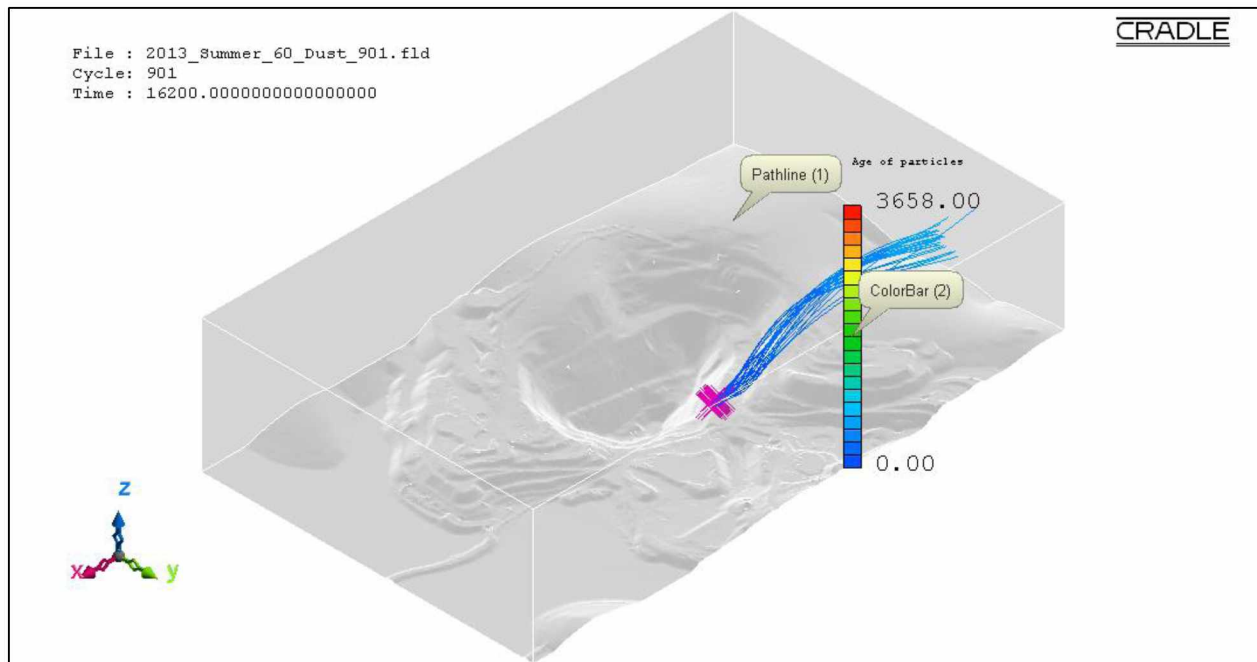 File : 2013_Summer_60_Dust_901.fld
Cycle: 901
Time : 16200.0000000000000000
CRADLE
Pathline (1)
Age of particles
3658.00
ColorBar (2)
0.00
z
x
y